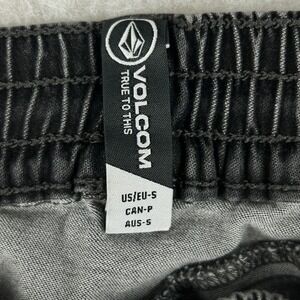 VOLCOM
TRUE TO THIS
US/EU-S
CAN-P
AUS-S